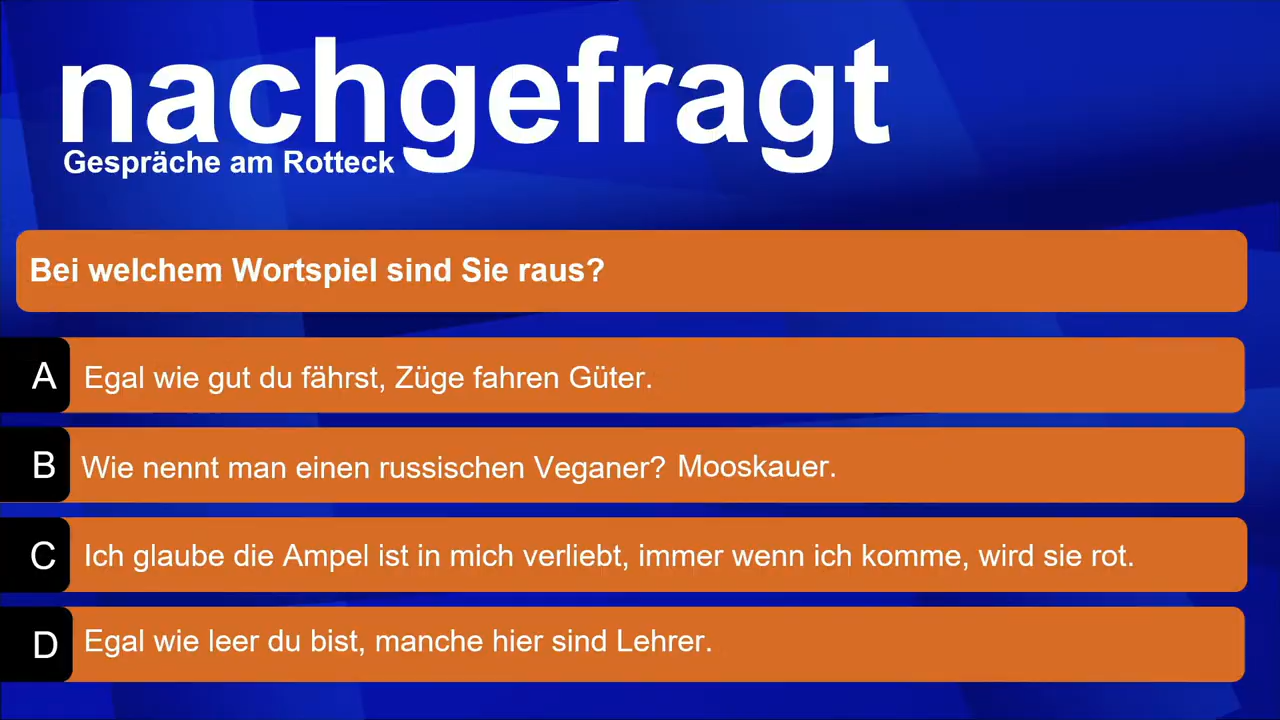 nachgefragt
Gespräche am Rotteck
Bei welchem Wortspiel sind Sie raus?
A Egal wie gut du fährst, Züge fahren Güter.
B Wie nennt man einen russischen Veganer? Mooskauer.
C Ich glaube die Ampel ist in mich verliebt, immer wenn ich komme, wird sie rot.
D Egal wie leer du bist, manche hier sind Lehrer.